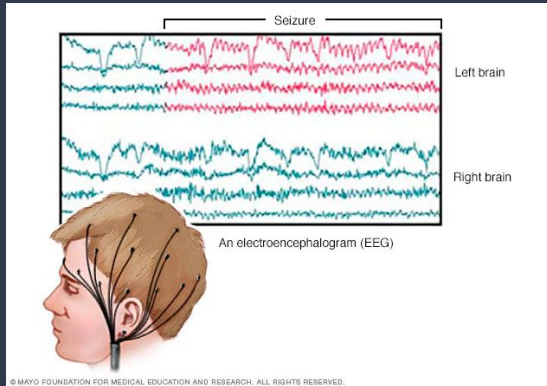 Seizure
Left brain
Right brain
An electroencephalogram (EEG)
© MAYO FOUNDATION FOR MEDICAL EDUCATION AND RESEARCH. ALL RIGHTS RESERVED.